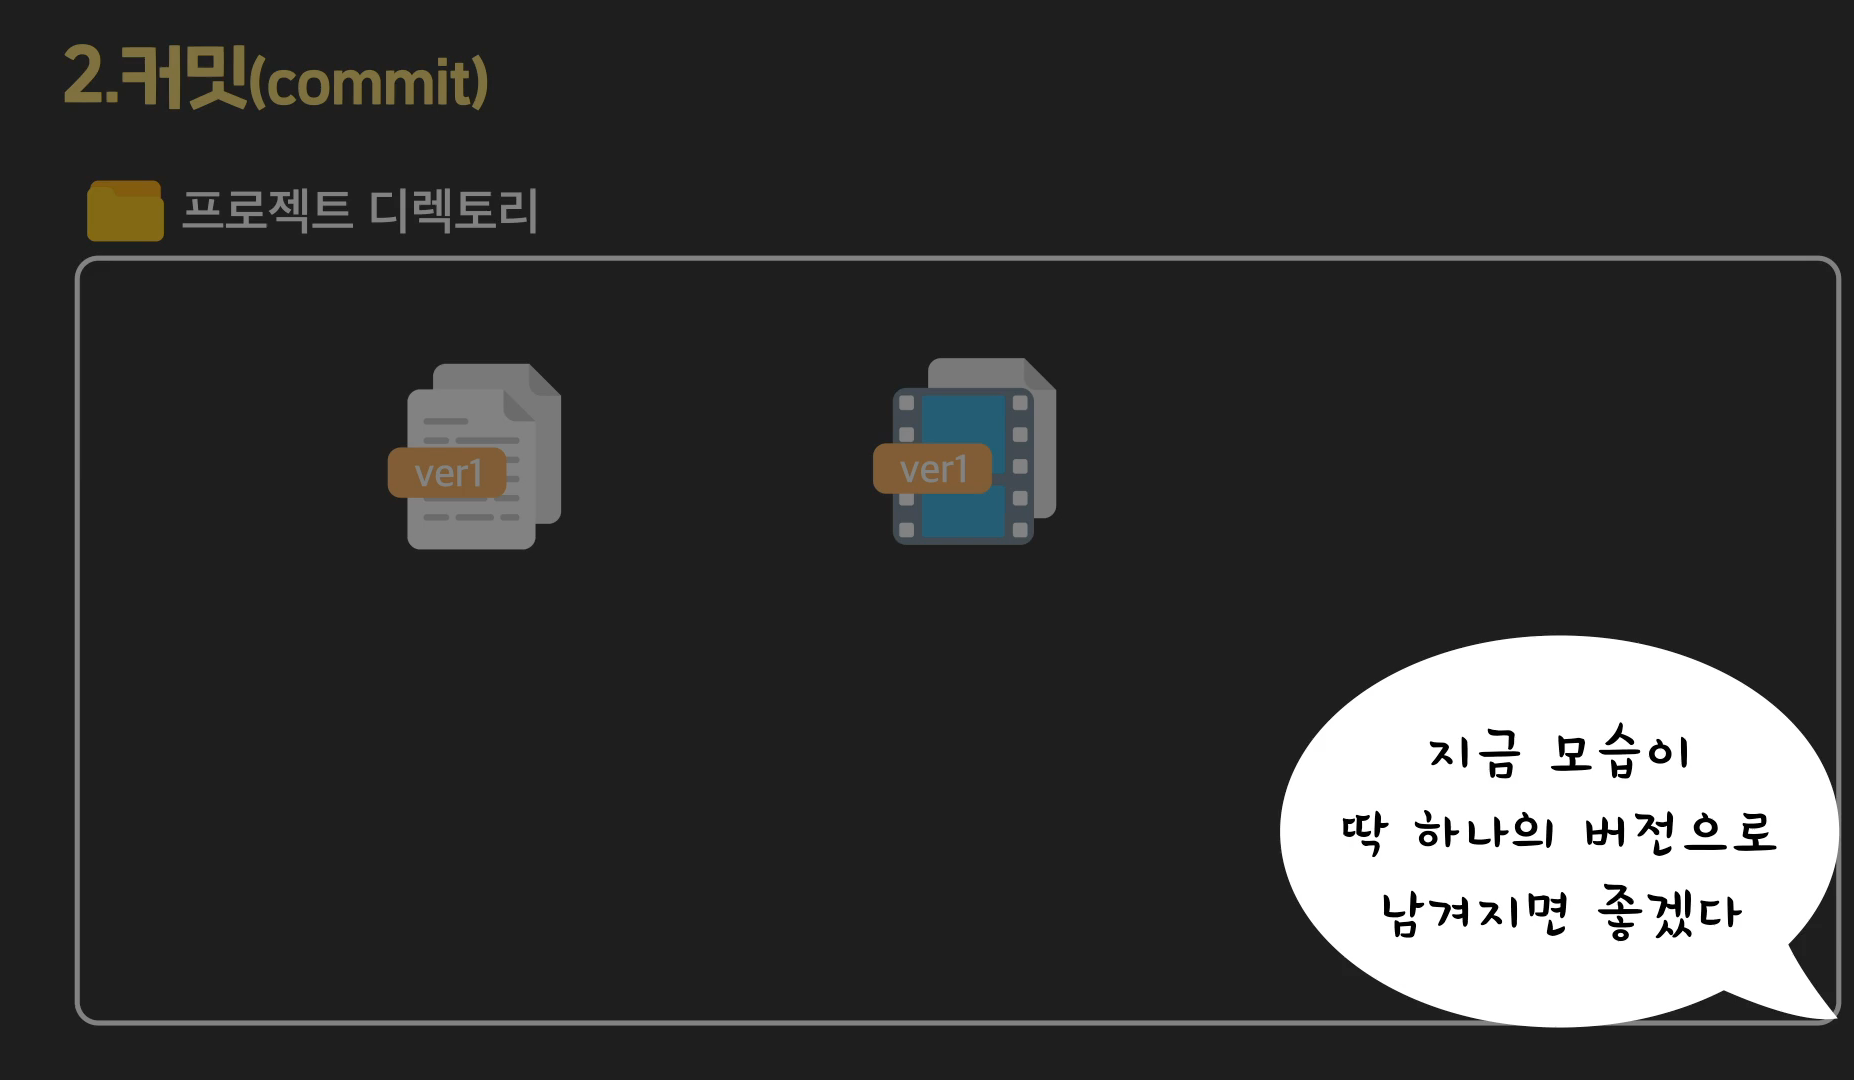 2.커밋(commit)
프로젝트 디렉토리
ver1
ver1
지금 모습이
딱 하나의 버전으로
남겨지면 좋겠다